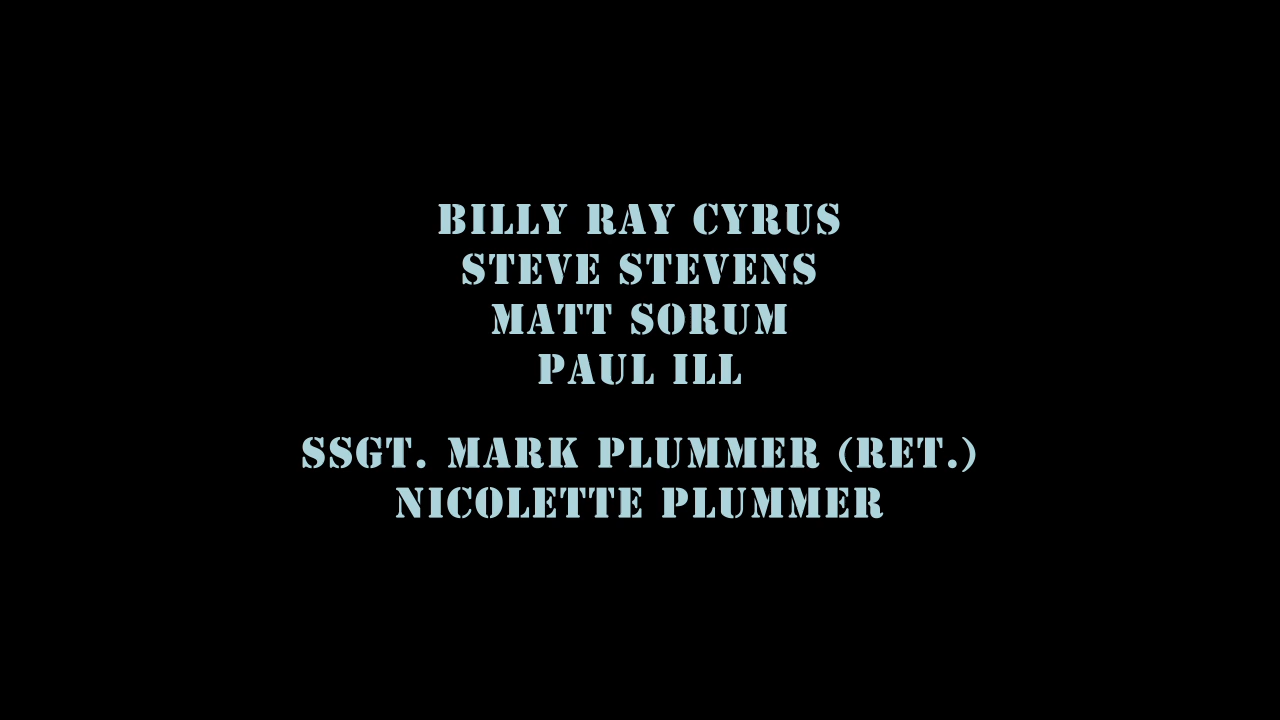 BILLY RAY CYRUS
STEVE STEVENS
MATT SORUM
PAUL ILL
SSGT. MARK PLUMMER (RET.)
NICOLETTE PLUMMER